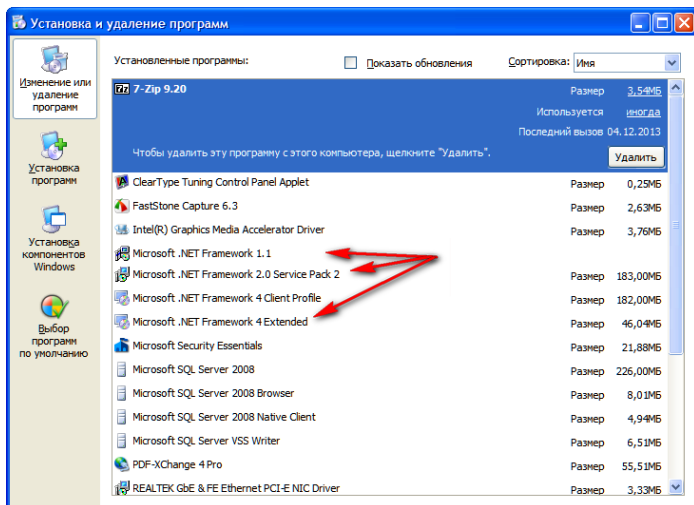 Установка и удаление программ
Изменение или
удаление
программ
Установка
программ
Установка
компонентов
Windows
Выбор
программ
по умолчанию
Установленные программы:
Показать обновления
Сортировка: Имя
7-Zip 9.20 Размер 3,54МБ
Используется иногда
Последний вызов 04.12.2013
Чтобы удалить эту программу с этого компьютера, щелкните "Удалить". Удалить
ClearType Tuning Control Panel Applet Размер 0,25МБ
FastStone Capture 6.3 Размер 2,63МБ
Intel(R) Graphics Media Accelerator Driver Размер 3,76МБ
Microsoft .NET Framework 1.1
Microsoft .NET Framework 2.0 Service Pack 2 Размер 183,00МБ
Microsoft .NET Framework 4 Client Profile Размер 182,00МБ
Microsoft .NET Framework 4 Extended Размер 46,04МБ
Microsoft Security Essentials Размер 21,88МБ
Microsoft SQL Server 2008 Размер 226,00МБ
Microsoft SQL Server 2008 Browser Размер 8,01МБ
Microsoft SQL Server 2008 Native Client Размер 4,94МБ
Microsoft SQL Server VSS Writer Размер 6,51МБ
PDF-XChange 4 Pro Размер 55,51МБ
REALTEK GbE & FE Ethernet PCI-E NIC Driver Размер 3,33МБ